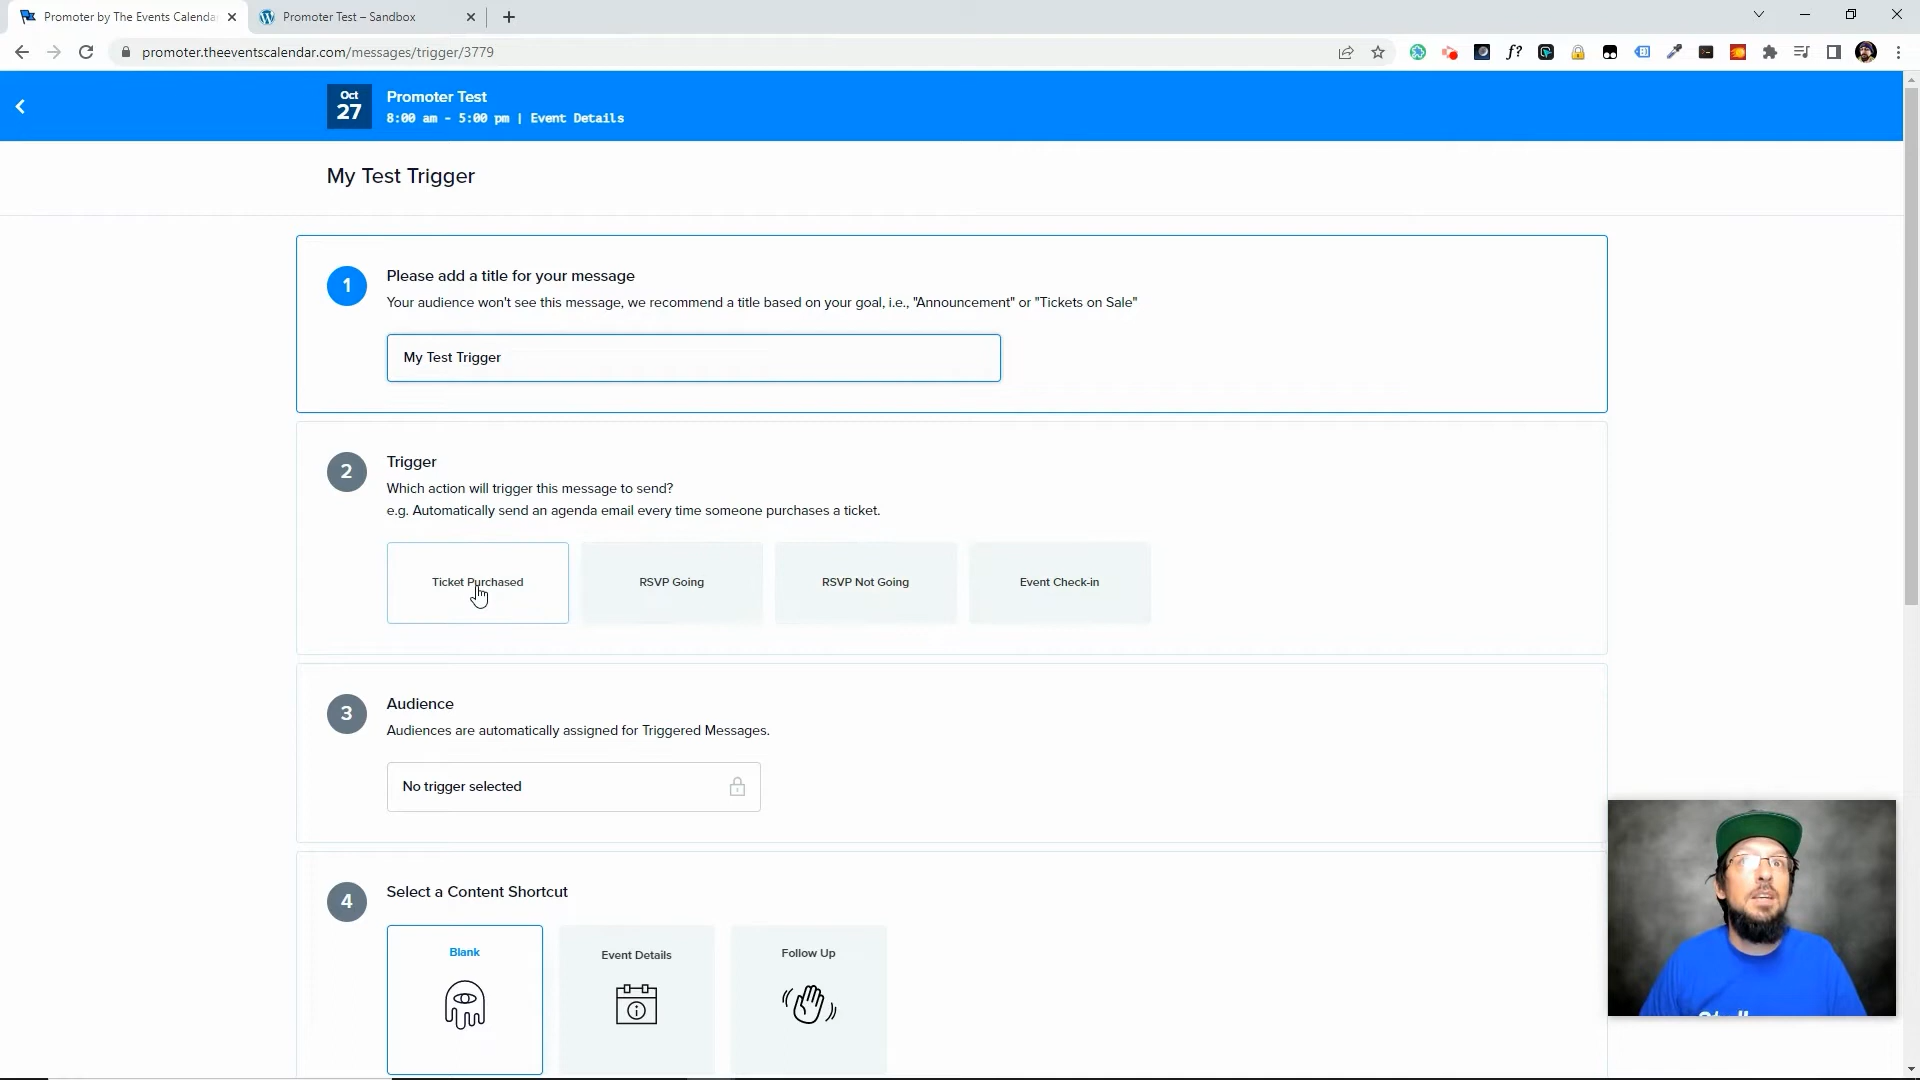 Promoter by The Events Calenda
Promoter Test – Sandbox
promoter.theeventscalendar.com/messages/trigger/3779
f?
Oct
27
Promoter Test
8:00 am - 5:00 pm | Event Details
My Test Trigger
1
Please add a title for your message
Your audience won't see this message, we recommend a title based on your goal, i.e., "Announcement" or "Tickets on Sale"
My Test Trigger
2
Trigger
Which action will trigger this message to send?
e.g. Automatically send an agenda email every time someone purchases a ticket.
Ticket Purchased
RSVP Going
RSVP Not Going
Event Check-in
3
Audience
Audiences are automatically assigned for Triggered Messages.
No trigger selected
4
Select a Content Shortcut
Blank
Event Details
Follow Up